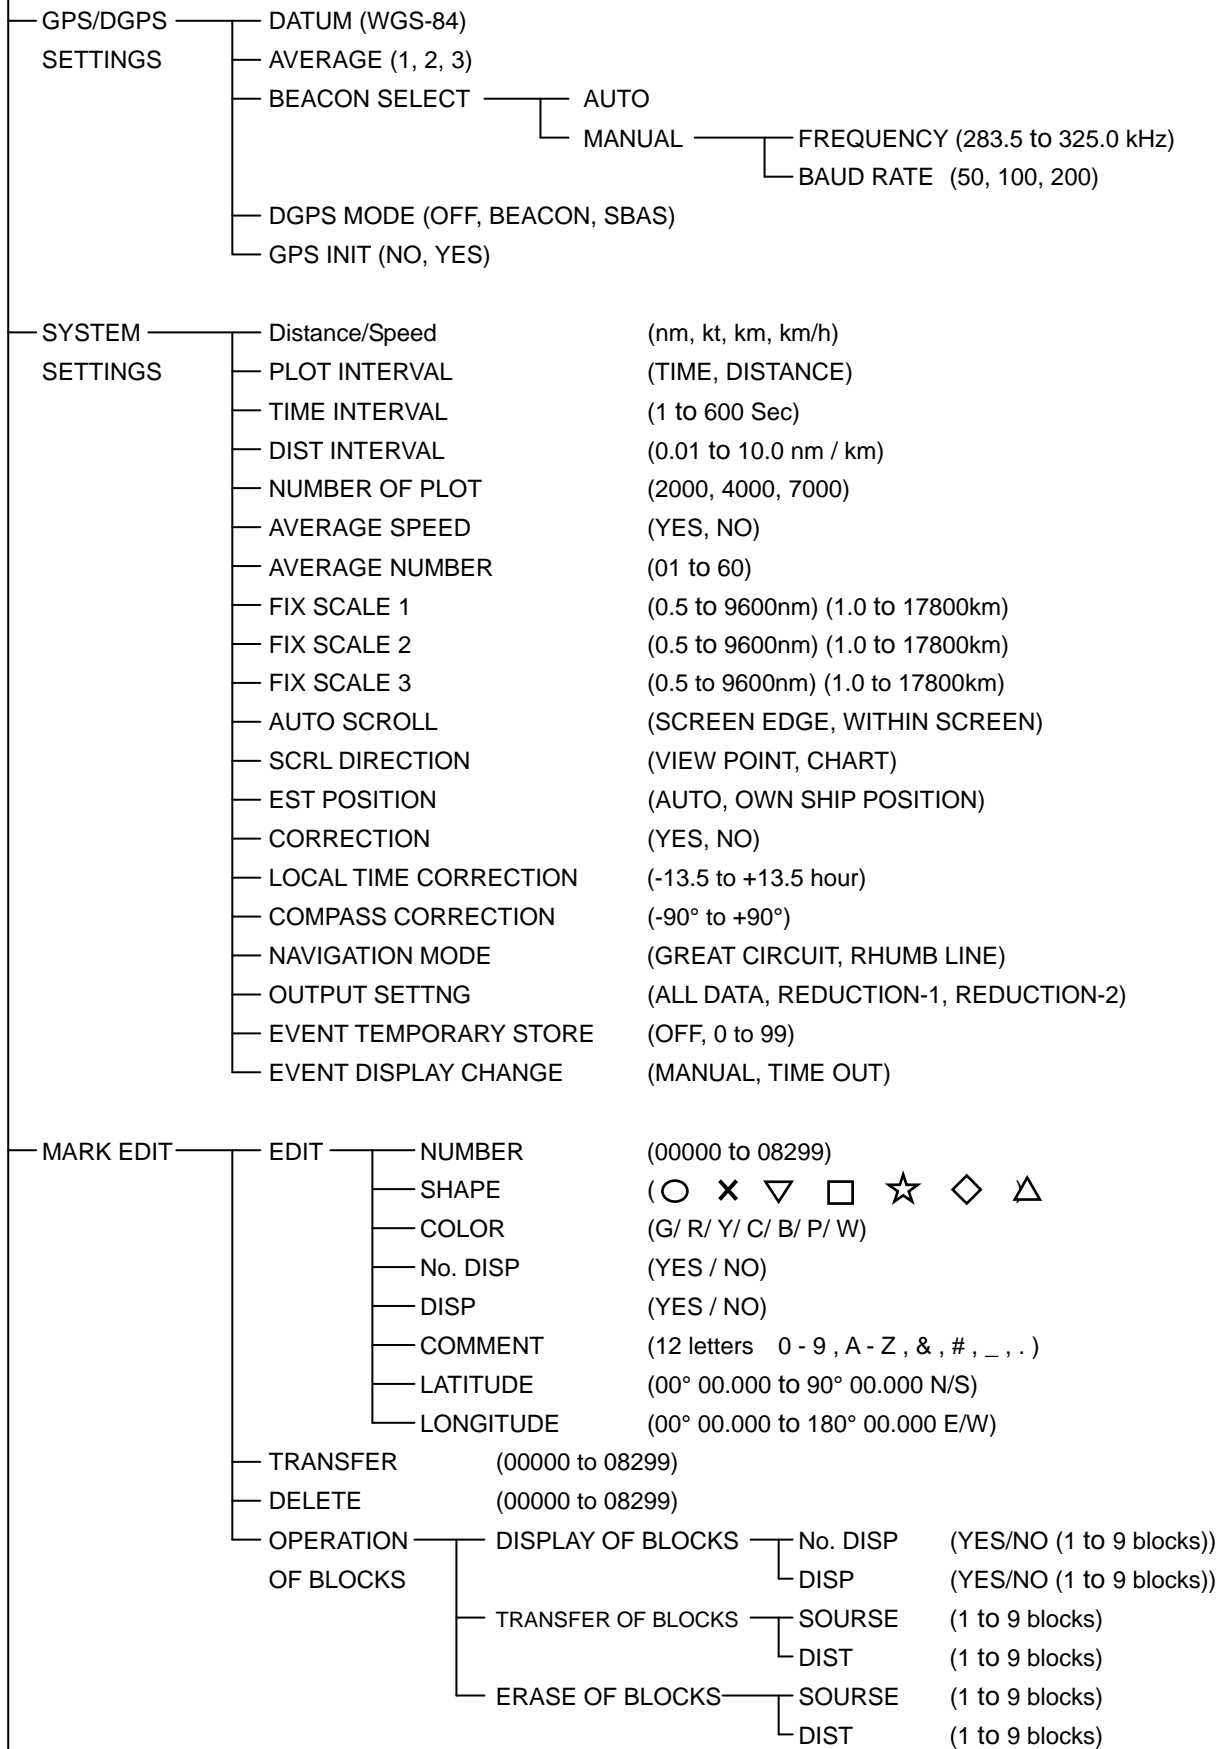 GPS/DGPS DATUM (WGS-84)
SETTINGS AVERAGE (1, 2, 3)
BEACON SELECT AUTO
MANUAL FREQUENCY (283.5 to 325.0 kHz)
BAUD RATE (50, 100, 200)
DGPS MODE (OFF, BEACON, SBAS)
GPS INIT (NO, YES)
SYSTEM Distance/Speed (nm, kt, km, km/h)
SETTINGS PLOT INTERVAL (TIME, DISTANCE)
TIME INTERVAL (1 to 600 Sec)
DIST INTERVAL (0.01 to 10.0 nm / km)
NUMBER OF PLOT (2000, 4000, 7000)
AVERAGE SPEED (YES, NO)
AVERAGE NUMBER (01 to 60)
FIX SCALE 1 (0.5 to 9600nm) (1.0 to 17800km)
FIX SCALE 2 (0.5 to 9600nm) (1.0 to 17800km)
FIX SCALE 3 (0.5 to 9600nm) (1.0 to 17800km)
AUTO SCROLL (SCREEN EDGE, WITHIN SCREEN)
SCRL DIRECTION (VIEW POINT, CHART)
EST POSITION (AUTO, OWN SHIP POSITION)
CORRECTION (YES, NO)
LOCAL TIME CORRECTION (-13.5 to +13.5 hour)
COMPASS CORRECTION (-90° to +90°)
NAVIGATION MODE (GREAT CIRCUIT, RHUMB LINE)
OUTPUT SETTNG (ALL DATA, REDUCTION-1, REDUCTION-2)
EVENT TEMPORARY STORE (OFF, 0 to 99)
EVENT DISPLAY CHANGE (MANUAL, TIME OUT)
MARK EDIT EDIT NUMBER (00000 to 08299)
SHAPE (○ ✕ ▽ □ ☆ ◇ △)
COLOR (G/ R/ Y/ C/ B/ P/ W)
No. DISP (YES / NO)
DISP (YES / NO)
COMMENT (12 letters 0 - 9 , A - Z , & , # , _ , . )
LATITUDE (00° 00.000 to 90° 00.000 N/S)
LONGITUDE (00° 00.000 to 180° 00.000 E/W)
TRANSFER (00000 to 08299)
DELETE (00000 to 08299)
OPERATION DISPLAY OF BLOCKS No. DISP (YES/NO (1 to 9 blocks))
OF BLOCKS DISP (YES/NO (1 to 9 blocks))
TRANSFER OF BLOCKS SOURSE (1 to 9 blocks)
DIST (1 to 9 blocks)
ERASE OF BLOCKS SOURSE (1 to 9 blocks)
DIST (1 to 9 blocks)